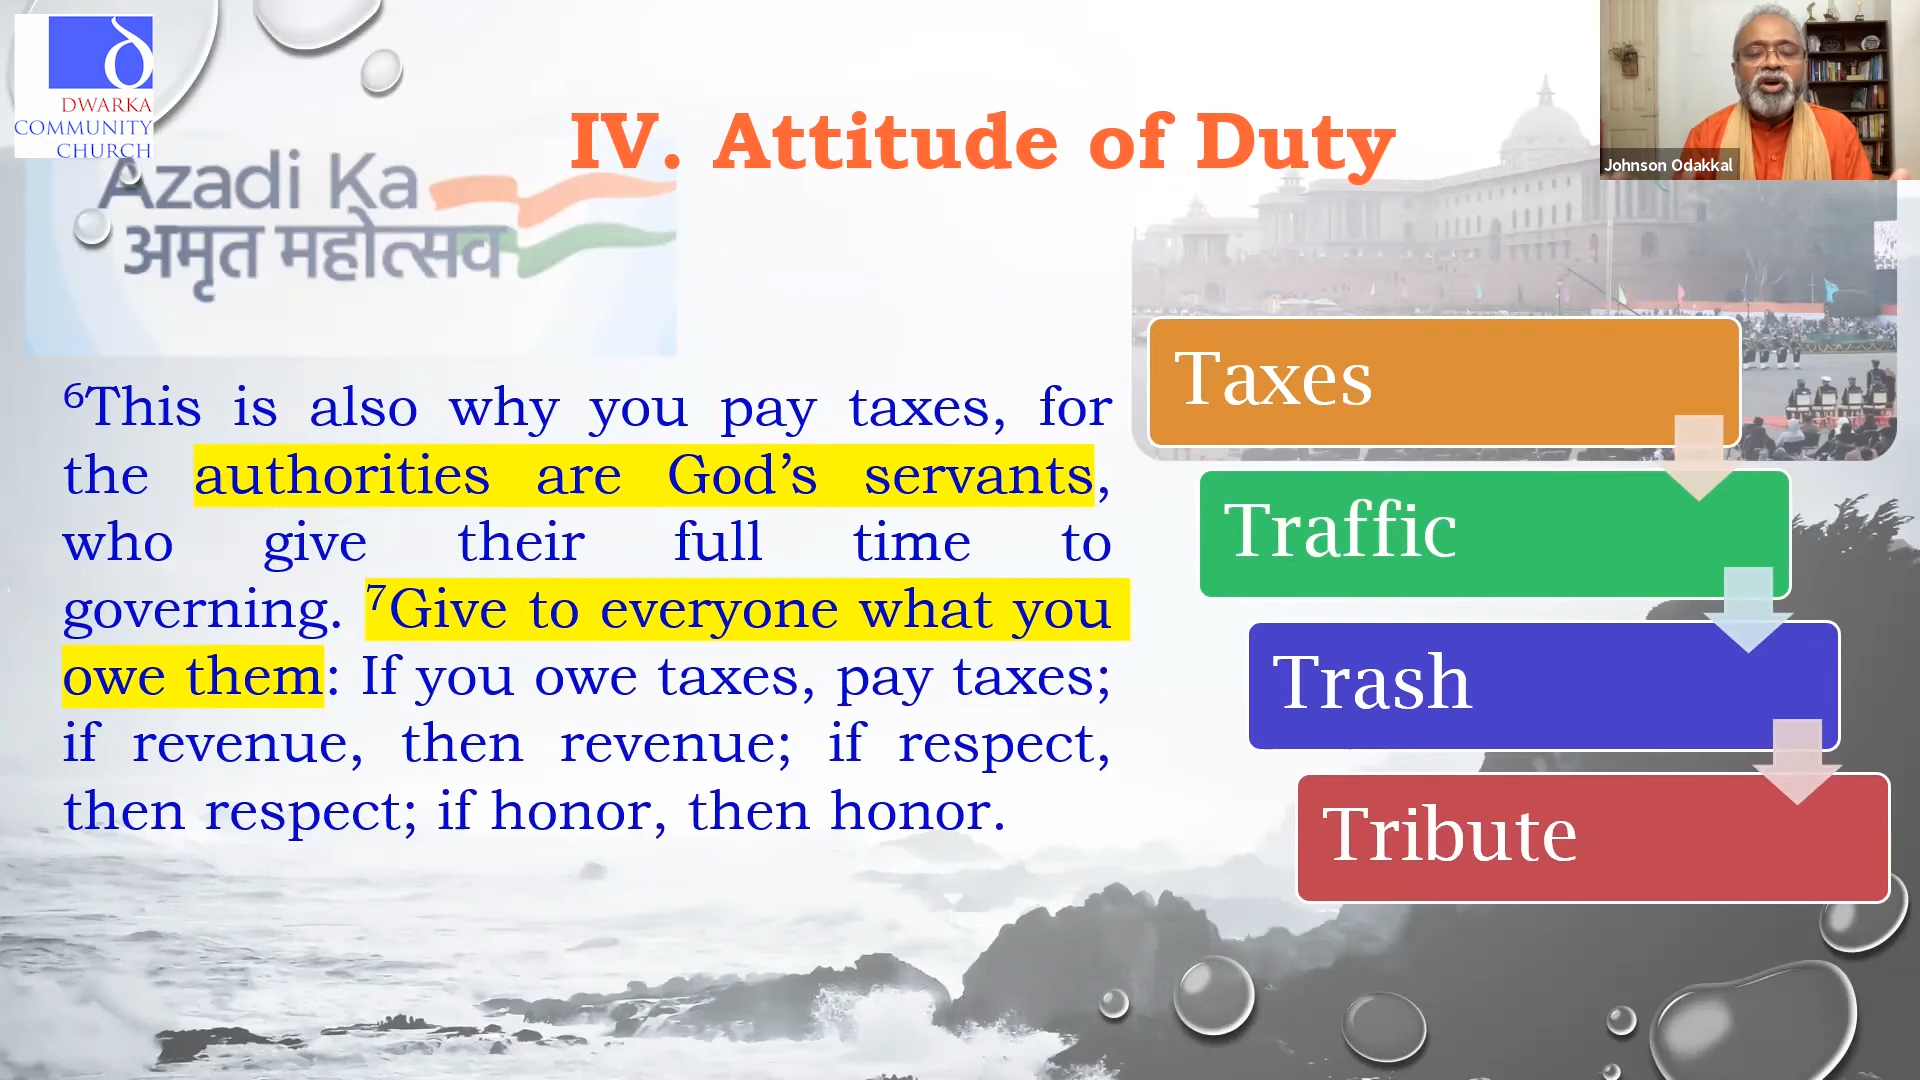 DWARKA
COMMUNITY
CHURCH
Azadi Ka
अमृत महोत्सव
IV. Attitude of Duty
Johnson Odakkal
⁶This is also why you pay taxes, for
the authorities are God’s servants,
who give their full time to
governing. ⁷Give to everyone what you
owe them: If you owe taxes, pay taxes;
if revenue, then revenue; if respect,
then respect; if honor, then honor.
Taxes
Traffic
Trash
Tribute